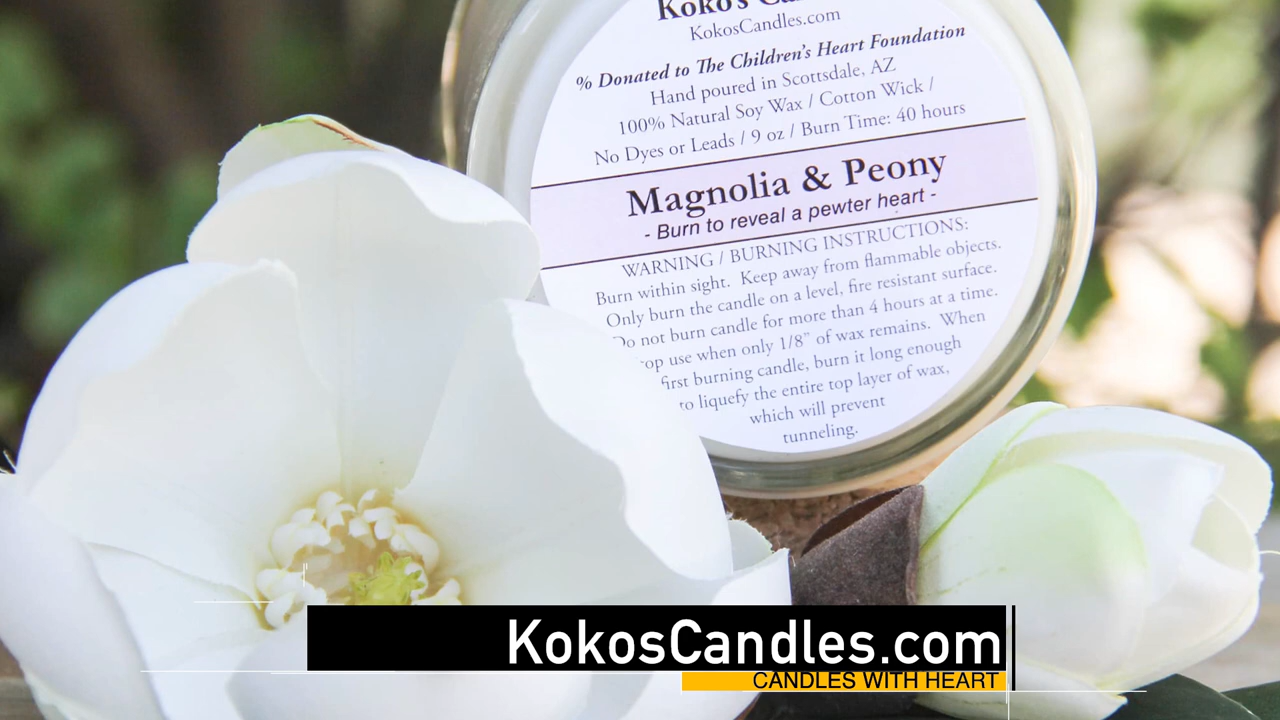 Koko's Ca
KokosCandles.com
% Donated to The Children's Heart Foundation
Hand poured in Scottsdale, AZ
100% Natural Soy Wax / Cotton Wick /
No Dyes or Leads / 9 oz / Burn Time: 40 hours
Magnolia & Peony
- Burn to reveal a pewter heart -
WARNING / BURNING INSTRUCTIONS:
Burn within sight. Keep away from flammable objects.
Only burn the candle on a level, fire resistant surface.
Do not burn candle for more than 4 hours at a time.
op use when only 1/8" of wax remains. When
first burning candle, burn it long enough
to liquefy the entire top layer of wax,
which will prevent
tunneling.
KokosCandles.com
CANDLES WITH HEART